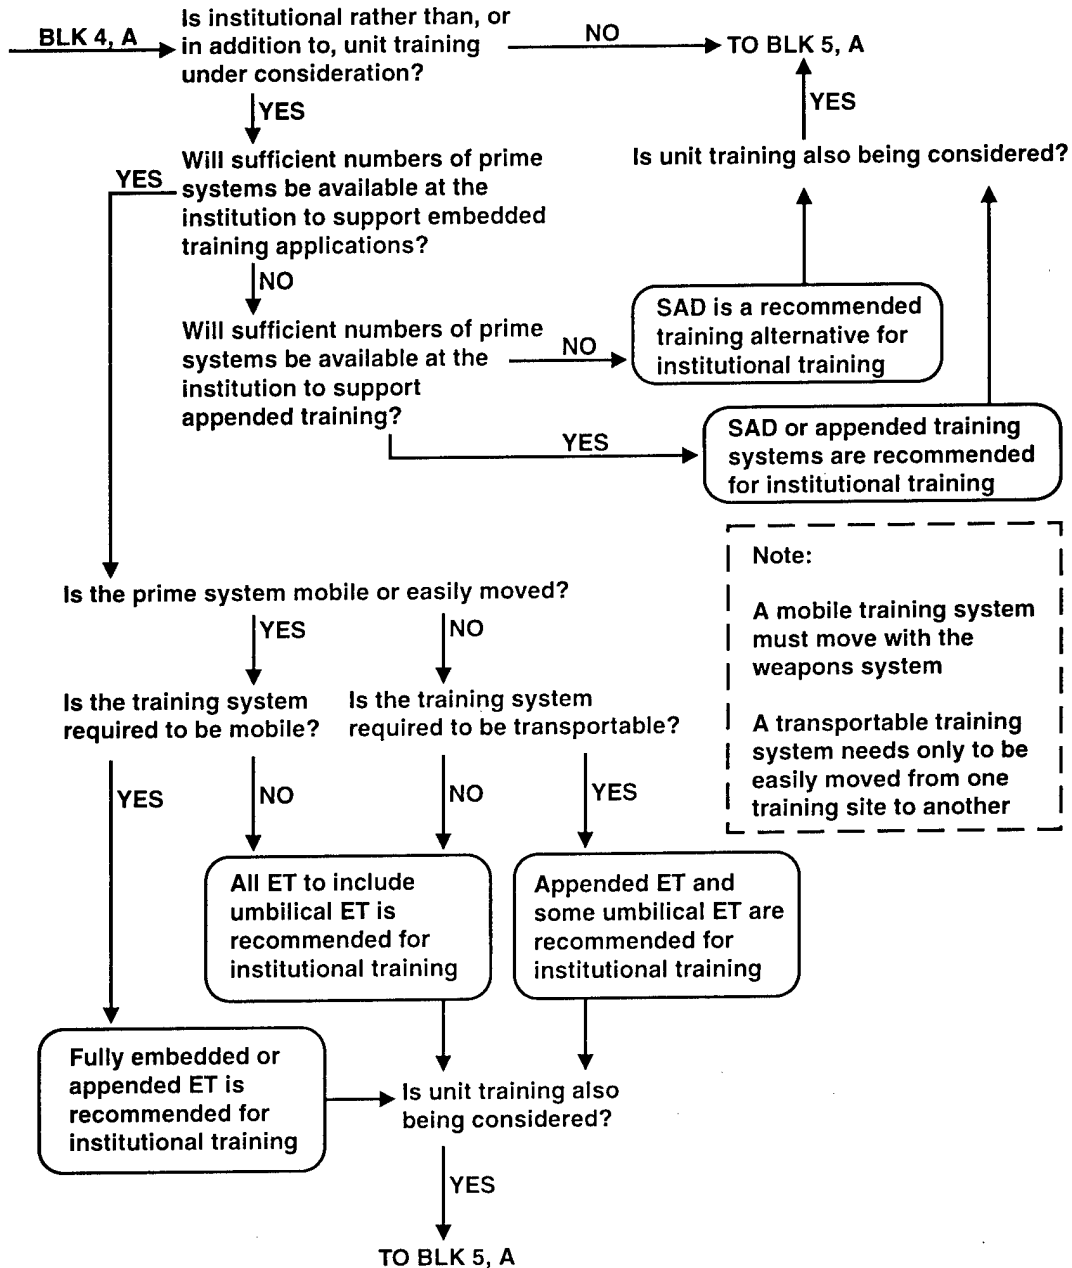 BLK 4, A
Is institutional rather than, or
in addition to, unit training
under consideration?
NO
TO BLK 5, A
YES
YES
Will sufficient numbers of prime
systems be available at the
institution to support embedded
training applications?
YES
Is unit training also being considered?
NO
Will sufficient numbers of prime
systems be available at the
institution to support
appended training?
NO
SAD is a recommended
training alternative for
institutional training
YES
SAD or appended training
systems are recommended
for institutional training
Note:
A mobile training system
must move with the
weapons system
A transportable training
system needs only to be
easily moved from one
training site to another
Is the prime system mobile or easily moved?
YES
NO
Is the training system
required to be mobile?
Is the training system
required to be transportable?
YES
NO
NO
YES
All ET to include
umbilical ET is
recommended for
institutional training
Appended ET and
some umbilical ET are
recommended for
institutional training
Fully embedded or
appended ET is
recommended for
institutional training
Is unit training also
being considered?
YES
TO BLK 5, A